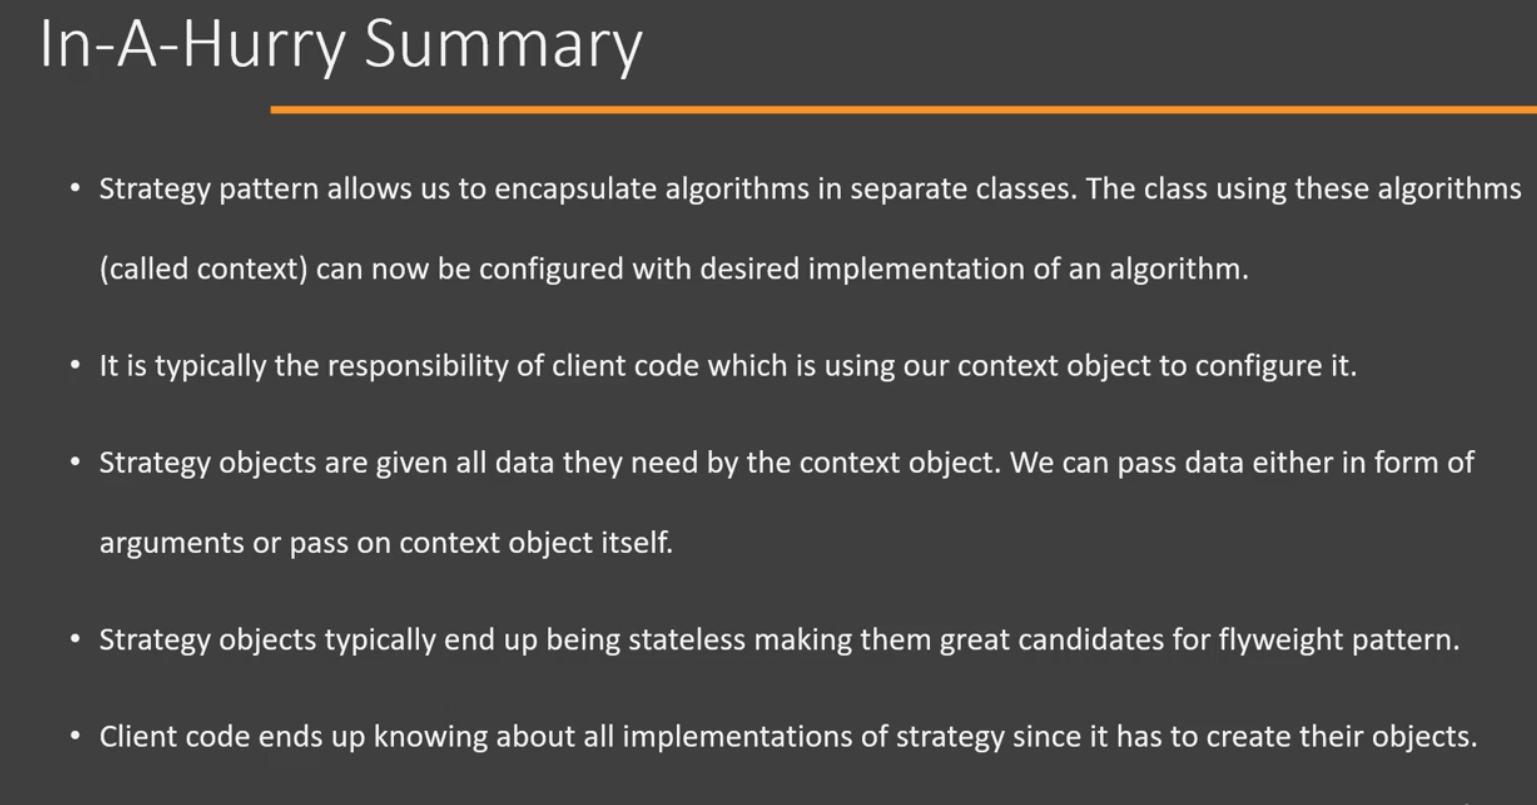 In-A-Hurry Summary
• Strategy pattern allows us to encapsulate algorithms in separate classes. The class using these algorithms
(called context) can now be configured with desired implementation of an algorithm.
• It is typically the responsibility of client code which is using our context object to configure it.
• Strategy objects are given all data they need by the context object. We can pass data either in form of
arguments or pass on context object itself.
• Strategy objects typically end up being stateless making them great candidates for flyweight pattern.
• Client code ends up knowing about all implementations of strategy since it has to create their objects.